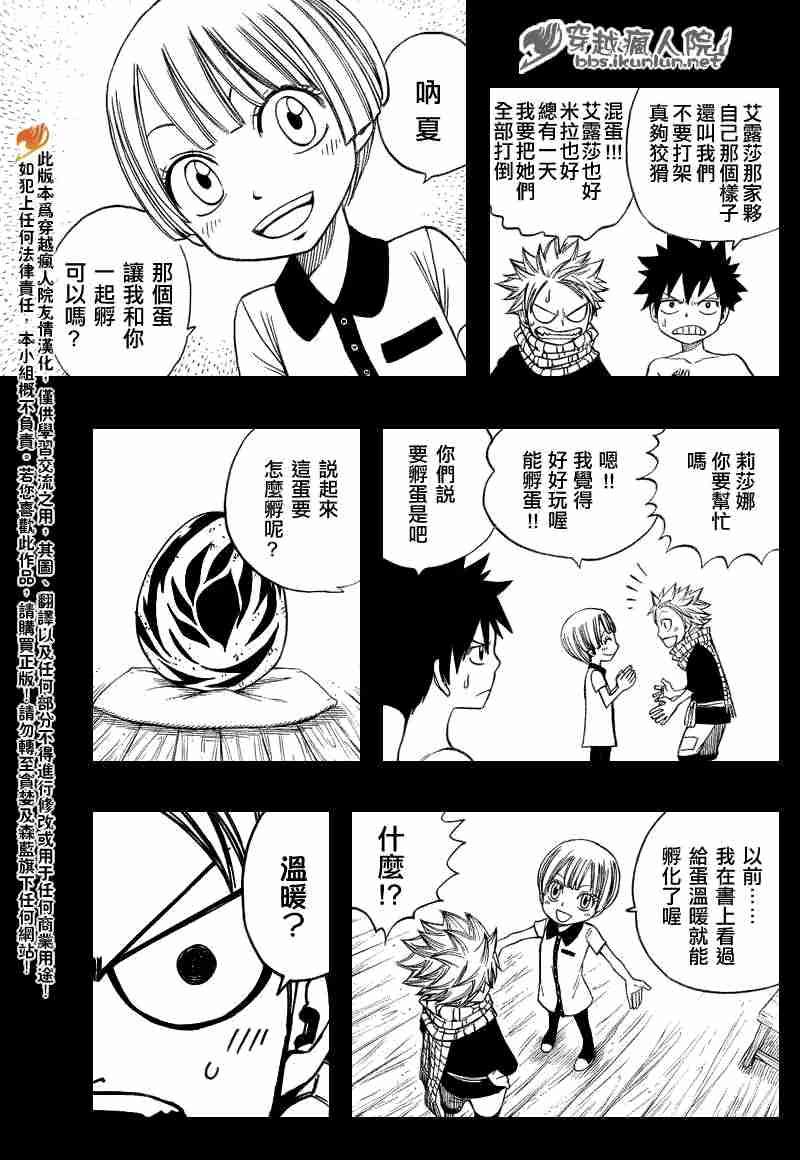 穿越瘋人院
bbs.ikunlun.net
艾露莎那家夥
自己那個樣子
還叫我們
不要打架
真夠狡猾
混蛋!!!
艾露莎也好
米拉也好
總有一天
我要把她們
全部打倒
吶夏
那個蛋
讓我和你
一起孵
可以嗎?
莉莎娜
你要幫忙
嗎
嗯!!
我覺得
好好玩喔
能孵蛋!!
你們說
要孵蛋是吧
說起來
這蛋要
怎麼孵呢?
以前……
我在書上看過
給蛋溫暖就能
孵化了喔
什麼!?
溫暖?
此版本爲穿越瘋人院友情漢化，僅供學習交流之用，其圖、翻譯以及任何部分不得進行修改或用于任何商業用途！
如犯上任何法律責任，本小組概不負責。若您喜歡此作品，請購買正版！請勿轉至貪婪及森藍旗下任何網站！